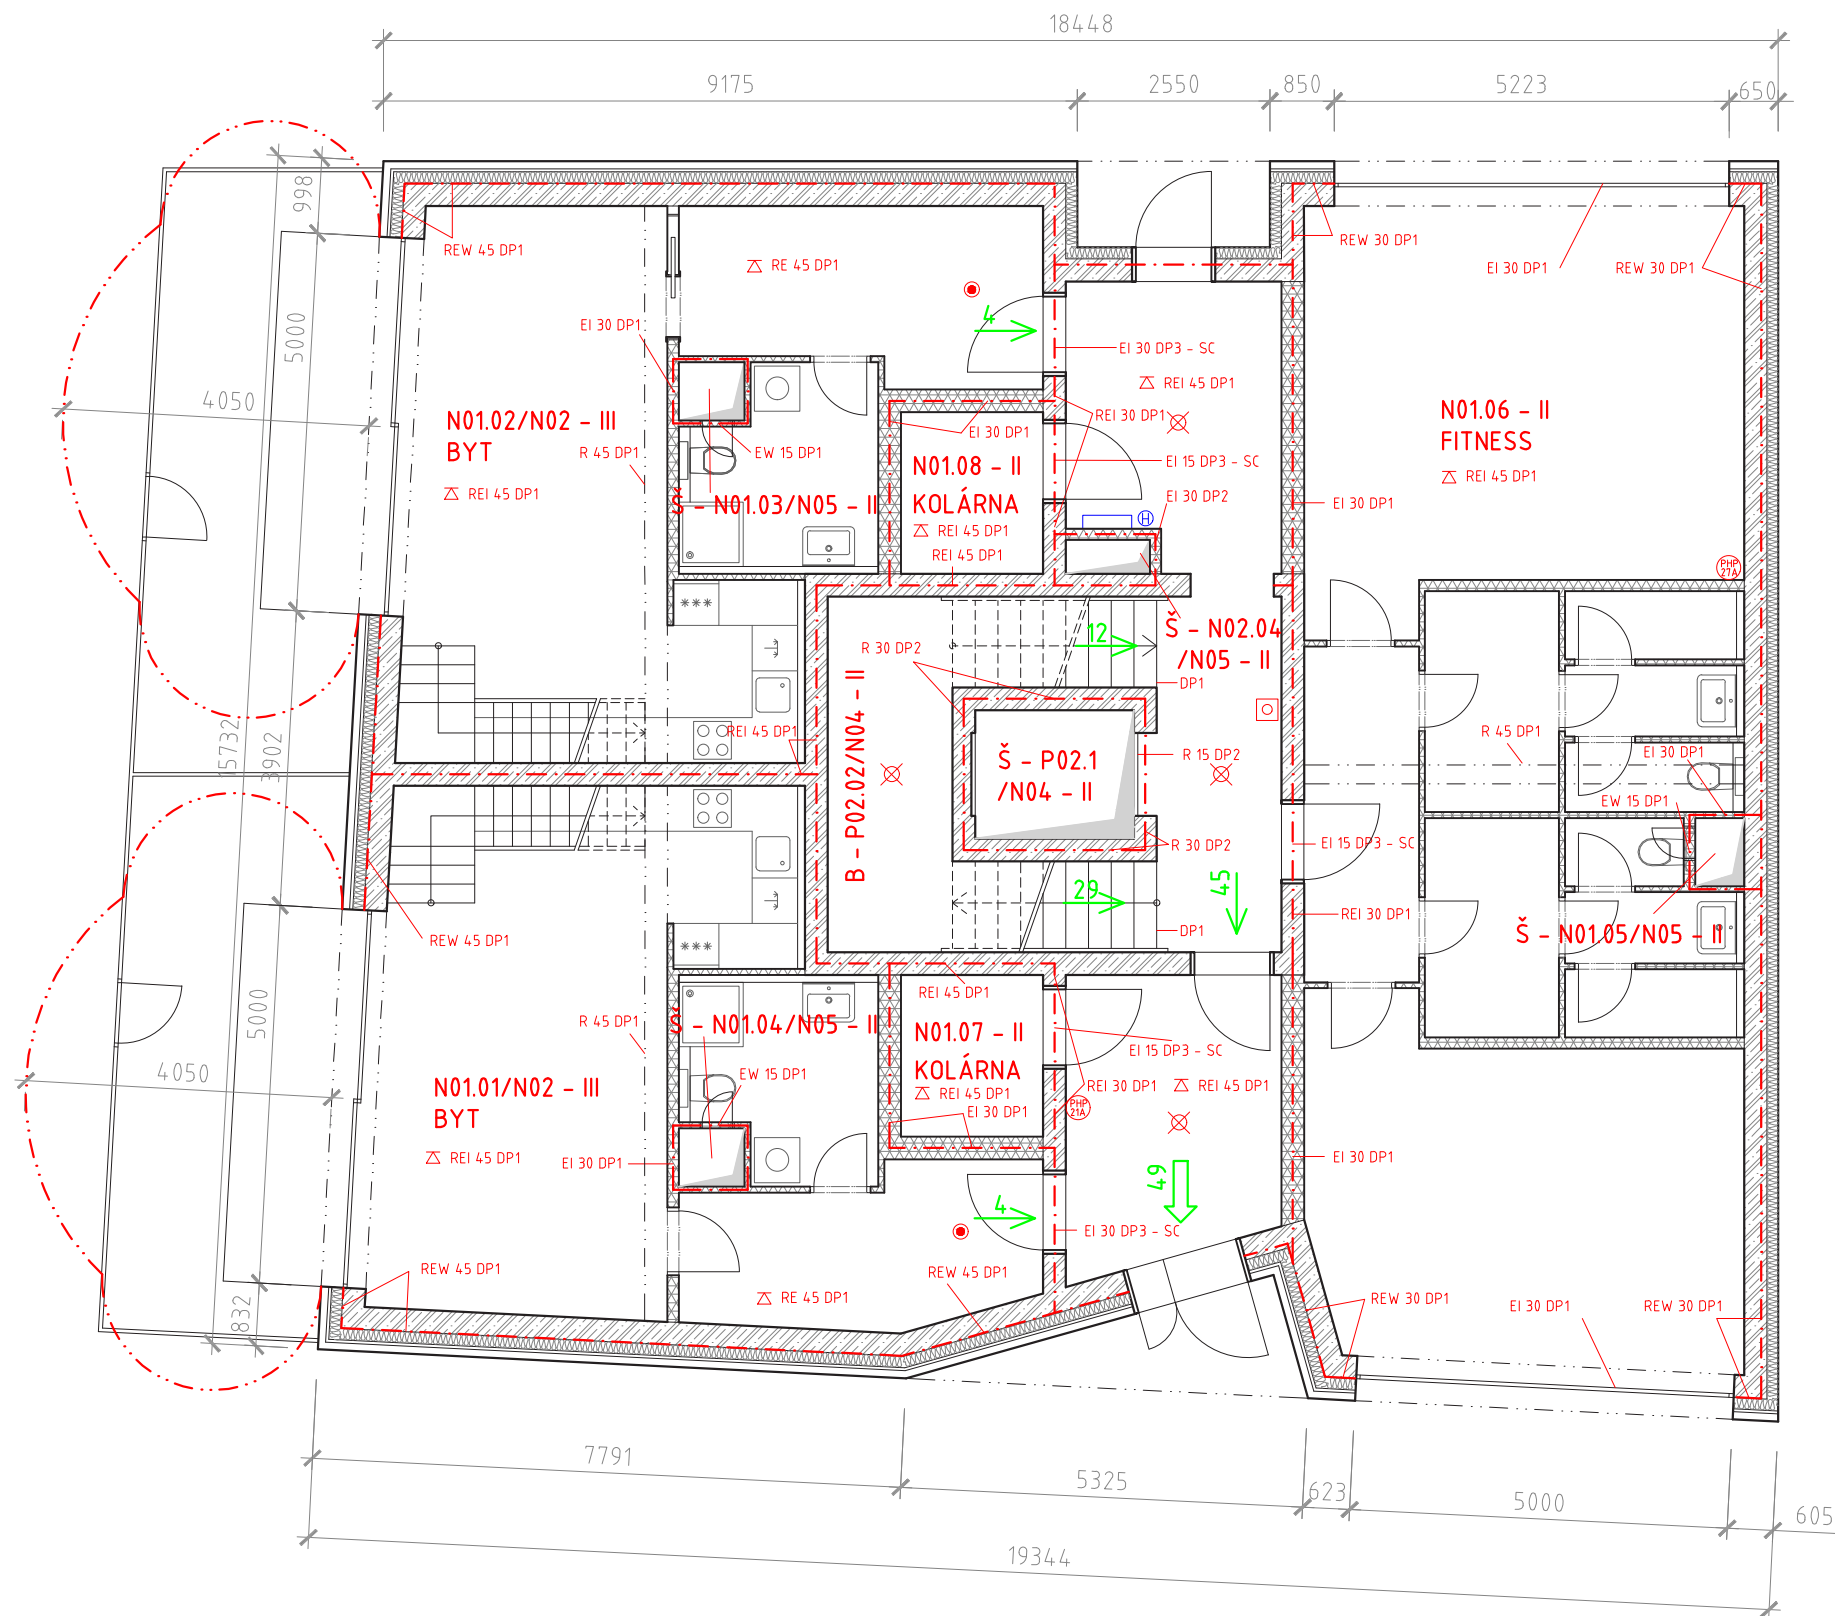 18448
9175
2550
850
5223
650
998
REW 45 DP1
RE 45 DP1
REW 30 DP1
EI 30 DP1
REW 30 DP1
4
EI 30 DP1
5000
EI 30 DP3 - SC
REI 45 DP1
4050
N01.02/N02 - III
BYT
REI 45 DP1
R 45 DP1
EW 15 DP1
Š - N01.03/N05 - II
EI 30 DP1
REI 30 DP1
N01.08 - II
KOLÁRNA
REI 45 DP1
REI 45 DP1
EI 15 DP3 - SC
EI 30 DP2
H
N01.06 - II
FITNESS
REI 45 DP1
EI 30 DP1
PHP
27A
12
Š - N02.04
/N05 - II
R 30 DP2
DP1
15732
3902
REI 45 DP1
B - P02.02/N04 - II
Š - P02.1
/N04 - II
R 15 DP2
R 45 DP1
EI 30 DP1
EW 15 DP1
R 30 DP2
EI 15 DP3 - SC
29
45
DP1
REI 30 DP1
Š - N01.05/N05 - II
REW 45 DP1
REI 45 DP1
5000
R 45 DP1
Š - N01.04/N05 - II
N01.07 - II
KOLÁRNA
REI 45 DP1
EI 15 DP3 - SC
4050
EW 15 DP1
N01.01/N02 - III
BYT
REI 45 DP1
EI 30 DP1
EI 30 DP1
REI 30 DP1
REI 45 DP1
PHP
21A
EI 30 DP1
49
4
EI 30 DP3 - SC
REW 45 DP1
REW 45 DP1
RE 45 DP1
832
REW 30 DP1
EI 30 DP1
REW 30 DP1
7791
5325
623
5000
605
19344